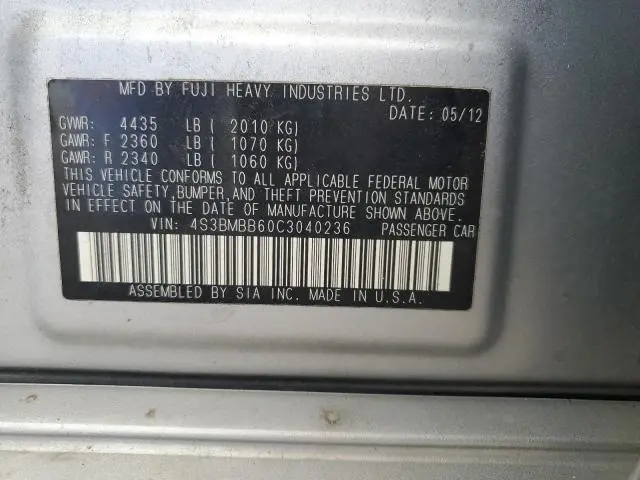 MFD BY FUJI HEAVY INDUSTRIES LTD.
DATE: 05/12
GVWR: 4435 LB ( 2010 KG)
GAWR: F 2360 LB ( 1070 KG)
GAWR: R 2340 LB ( 1060 KG)
THIS VEHICLE CONFORMS TO ALL APPLICABLE FEDERAL MOTOR
VEHICLE SAFETY, BUMPER, AND THEFT PREVENTION STANDARDS
IN EFFECT ON THE DATE OF MANUFACTURE SHOWN ABOVE.
VIN: 4S3BMBB60C3040236 PASSENGER CAR
ASSEMBLED BY SIA INC. MADE IN U.S.A.